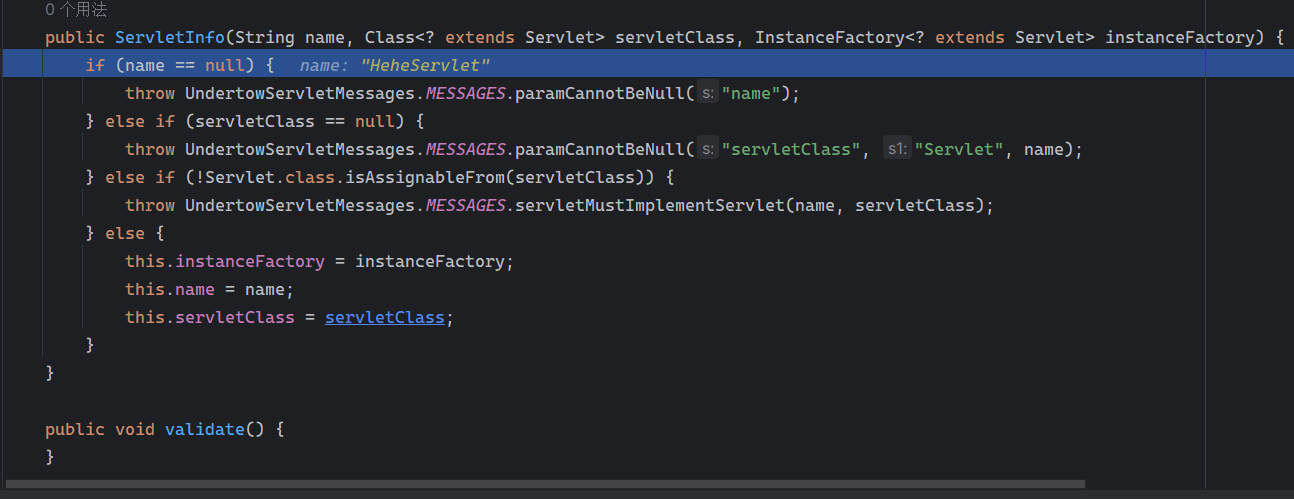 0 个用法
public ServletInfo(String name, Class<? extends Servlet> servletClass, InstanceFactory<? extends Servlet> instanceFactory) {
if (name == null) { name: "HeheServlet"
throw UndertowServletMessages.MESSAGES.paramCannotBeNull( s: "name");
} else if (servletClass == null) {
throw UndertowServletMessages.MESSAGES.paramCannotBeNull( s: "servletClass", s1: "Servlet", name);
} else if (!Servlet.class.isAssignableFrom(servletClass)) {
throw UndertowServletMessages.MESSAGES.servletMustImplementServlet(name, servletClass);
} else {
this.instanceFactory = instanceFactory;
this.name = name;
this.servletClass = servletClass;
}
}
public void validate() {
}